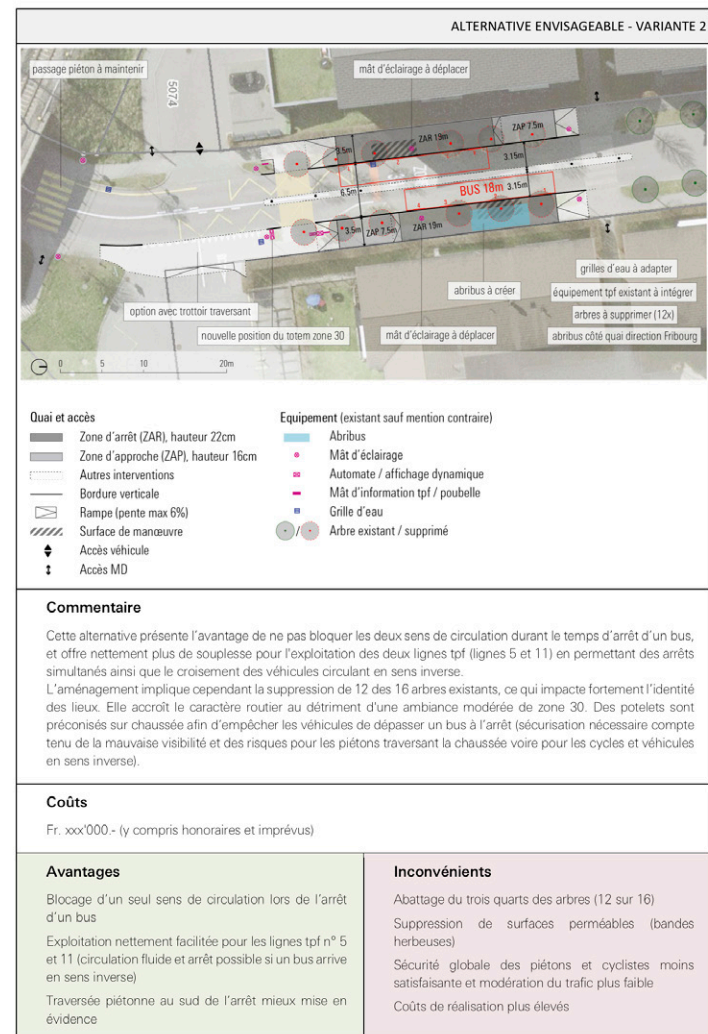 ALTERNATIVE ENVISAGEABLE - VARIANTE 2
passage piéton à maintenir
mât d'éclairage à déplacer
5074
ZAR 19m
ZAP 7.5m
3.5m
3.15m
6.5m
BUS 18m
3.15m
3.5m
ZAP 7.5m
ZAR 19m
grilles d'eau à adapter
abribus à créer
équipement tpf existant à intégrer
option avec trottoir traversant
arbres à supprimer (12x)
nouvelle position du totem zone 30
mât d'éclairage à déplacer
abribus côté quai direction Fribourg
0 5 10 20m
Quai et accès
Zone d'arrêt (ZAR), hauteur 22cm
Zone d'approche (ZAP), hauteur 16cm
Autres interventions
Bordure verticale
Rampe (pente max 6%)
Surface de manœuvre
Accès véhicule
Accès MD
Equipement (existant sauf mention contraire)
Abribus
Mât d'éclairage
Automate / affichage dynamique
Mât d'information tpf / poubelle
Grille d'eau
Arbre existant / supprimé
Commentaire
Cette alternative présente l'avantage de ne pas bloquer les deux sens de circulation durant le temps d'arrêt d'un bus,
et offre nettement plus de souplesse pour l'exploitation des deux lignes tpf (lignes 5 et 11) en permettant des arrêts
simultanés ainsi que le croisement des véhicules circulant en sens inverse.
L'aménagement implique cependant la suppression de 12 des 16 arbres existants, ce qui impacte fortement l'identité
des lieux. Elle accroît le caractère routier au détriment d'une ambiance modérée de zone 30. Des potelets sont
préconisés sur chaussée afin d'empêcher les véhicules de dépasser un bus à l'arrêt (sécurisation nécessaire compte
tenu de la mauvaise visibilité et des risques pour les piétons traversant la chaussée voire pour les cycles et véhicules
en sens inverse).
Coûts
Fr. xxx'000.- (y compris honoraires et imprévus)
Avantages
Blocage d'un seul sens de circulation lors de l'arrêt
d'un bus
Exploitation nettement facilitée pour les lignes tpf n° 5
et 11 (circulation fluide et arrêt possible si un bus arrive
en sens inverse)
Traversée piétonne au sud de l'arrêt mieux mise en
évidence
Inconvénients
Abattage du trois quarts des arbres (12 sur 16)
Suppression de surfaces perméables (bandes
herbeuses)
Sécurité globale des piétons et cyclistes moins
satisfaisante et modération du trafic plus faible
Coûts de réalisation plus élevés